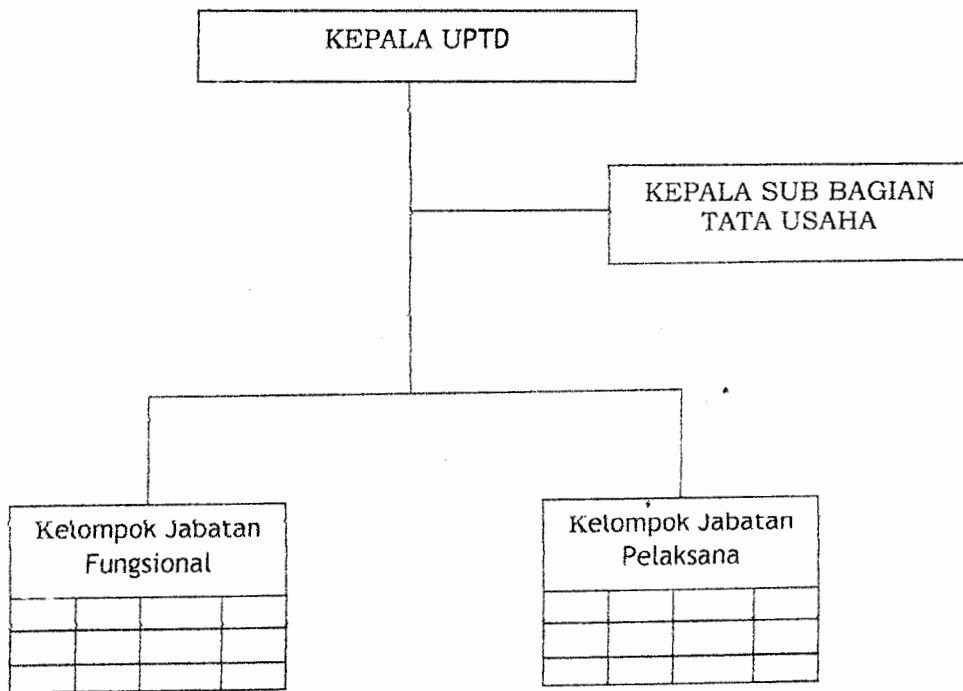 KEPALA UPTD
KEPALA SUB BAGIAN
TATA USAHA
Kelompok Jabatan
Fungsional
Kelompok Jabatan
Pelaksana